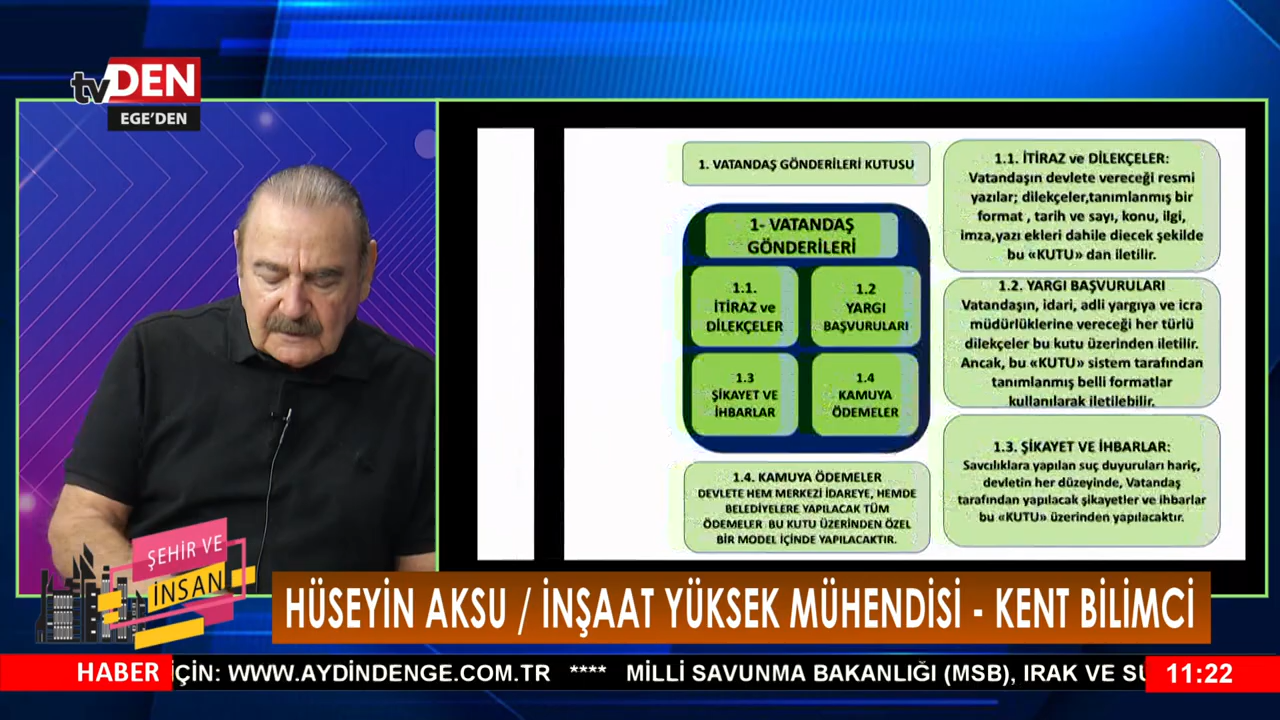 tvDEN
EGE'DEN
1. VATANDAŞ GÖNDERİLERİ KUTUSU
1- VATANDAŞ
GÖNDERİLERİ
1.1.
İTİRAZ ve
DİLEKÇELER
1.2
YARGI
BAŞVURULARI
1.3
ŞİKAYET VE
İHBARLAR
1.4
KAMUYA
ÖDEMELER
1.4. KAMUYA ÖDEMELER
DEVLETE HEM MERKEZİ İDAREYE, HEMDE
BELEDİYELERE YAPILACAK TÜM
ÖDEMELER BU KUTU ÜZERİNDEN ÖZEL
BİR MODEL İÇİNDE YAPILACAKTIR.
1.1. İTİRAZ ve DİLEKÇELER:
Vatandaşın devlete vereceği resmi
yazılar; dilekçeler,tanımlanmış bir
format , tarih ve sayı, konu, ilgi,
imza,yazı ekleri dahile diecek şekilde
bu «KUTU» dan iletilir.
1.2. YARGI BAŞVURULARI
Vatandaşın, idari, adli yargıya ve icra
müdürlüklerine vereceği her türlü
dilekçeler bu kutu üzerinden iletilir.
Ancak, bu «KUTU» sistem tarafından
tanımlanmış belli formatlar
kullanılarak iletilebilir.
1.3. ŞİKAYET VE İHBARLAR:
Savcılıklara yapılan suç duyuruları hariç,
devletin her düzeyinde, Vatandaş
tarafından yapılacak şikayetler ve ihbarlar
bu «KUTU» üzerinden yapılacaktır.
ŞEHİR VE
İNSAN
HÜSEYİN AKSU / İNŞAAT YÜKSEK MÜHENDİSİ - KENT BİLİMCİ
HABER İÇİN: WWW.AYDINDENGE.COM.TR **** MİLLİ SAVUNMA BAKANLIĞI (MSB), IRAK VE SU 11:22